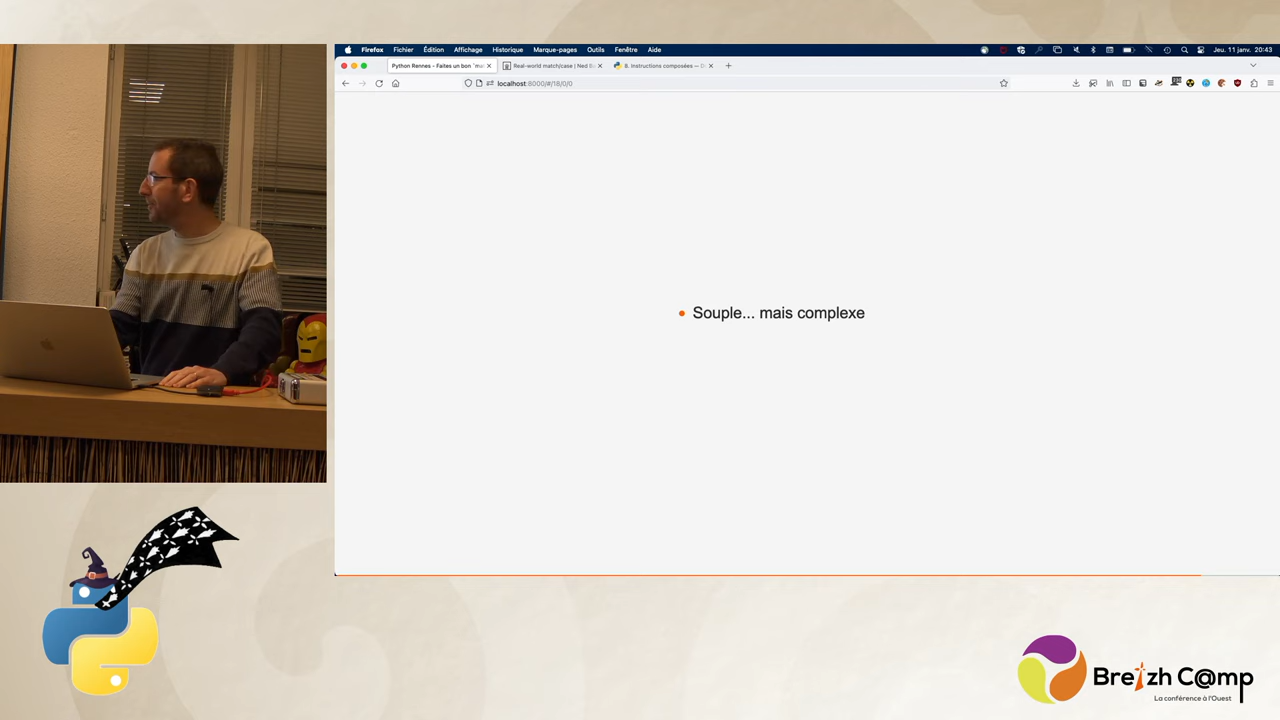 Firefox Fichier Édition Affichage Historique Marque-pages Outils Fenêtre Aide
Jeu. 11 janv. 20:43
Python Rennes - Faites un bon "ma
Real-world match/case | Ned B
8. Instructions composées — D
localhost:8000/#/18/0/0
Souple... mais complexe
Breizh C@mp
La conférence à l'Ouest